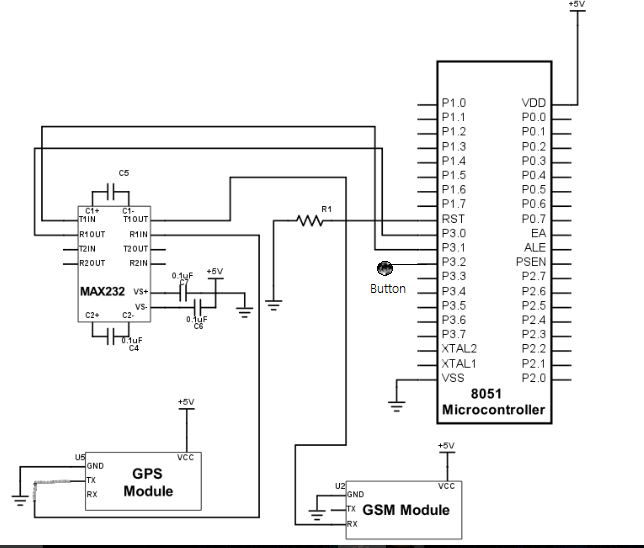 +5V
P1.0 VDD
P1.1 P0.0
P1.2 P0.1
P1.3 P0.2
P1.4 P0.3
P1.5 P0.4
P1.6 P0.5
P1.7 P0.6
RST P0.7
P3.0 EA
P3.1 ALE
P3.2 PSEN
P3.3 P2.7
P3.4 P2.6
P3.5 P2.5
P3.6 P2.4
P3.7 P2.3
XTAL2 P2.2
XTAL1 P2.1
VSS P2.0
8051
Microcontroller
Button
R1
C5
C1+ C1-
T1IN T1OUT
R1OUT R1IN
T2IN T2OUT
R2OUT R2IN
MAX232 VS+
VS-
C2+ C2-
0.1uF
C7
+5V
0.1uF
C6
0.1uF
C4
+5V
U5
VCC
GND
TX
RX
GPS
Module
+5V
U2
VCC
GND
TX
RX
GSM Module